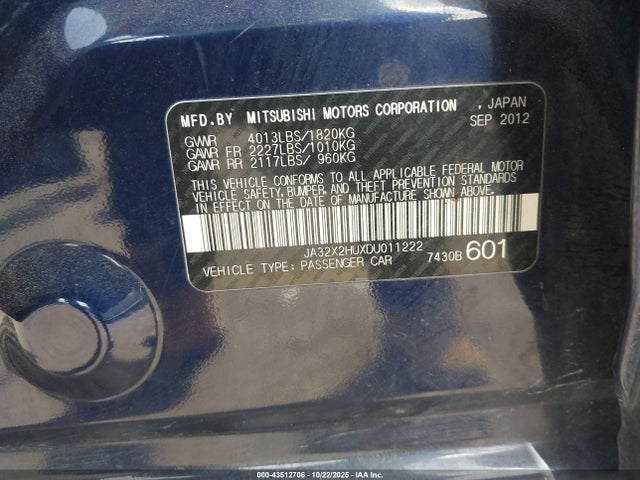 MFD.BY MITSUBISHI MOTORS CORPORATION , JAPAN
SEP 2012
GVWR 4013LBS/1820KG
GAWR FR 2227LBS/1010KG
GAWR RR 2117LBS/ 960KG
THIS VEHICLE CONFORMS TO ALL APPLICABLE FEDERAL MOTOR
VEHICLE SAFETY, BUMPER, AND THEFT PREVENTION STANDARDS
IN EFFECT ON THE DATE OF MANUFACTURE SHOWN ABOVE.
JA32X2HUXDU011222
VEHICLE TYPE: PASSENGER CAR 7430B 601
000-43512706 - 10/22/2025 - IAA Inc.